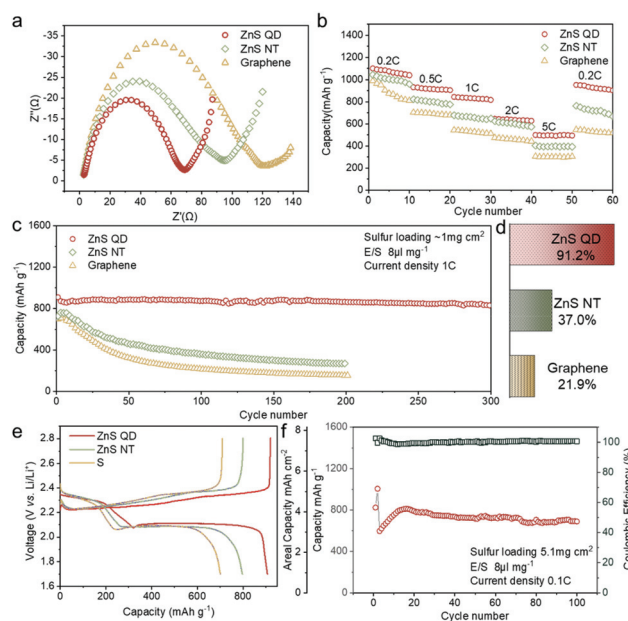 a
-35
-30
-25
-20
-15
-10
-5
0
Z''(Ω)
ZnS QD
ZnS NT
Graphene
0 20 40 60 80 100 120 140
Z'(Ω)
b
1400
1200
1000
800
600
400
200
0
Capacity(mAh g⁻¹)
ZnS QD
ZnS NT
Graphene
0.2C
0.5C
1C
2C
5C
0.2C
0 10 20 30 40 50 60
Cycle number
c
1600
1200
800
400
0
Capacity (mAh g⁻¹)
ZnS QD
ZnS NT
Graphene
Sulfur loading ~1mg cm²
E/S 8μl mg⁻¹
Current density 1C
0 50 100 150 200 250 300
Cycle number
d
ZnS QD
91.2%
ZnS NT
37.0%
Graphene
21.9%
e
2.8
2.4
2.0
1.6
Voltage (V vs. Li/Li⁺)
ZnS QD
ZnS NT
S
0 200 400 600 800
Capacity (mAh g⁻¹)
f
8
6
4
2
0
Areal Capacity mAh cm⁻²
1600
1200
800
400
0
Capacity mAh g⁻¹
100
80
60
40
20
0
Coulombic Efficiency (%)
Sulfur loading 5.1mg cm²
E/S 8μl mg⁻¹
Current density 0.1C
0 20 40 60 80 100
Cycle number